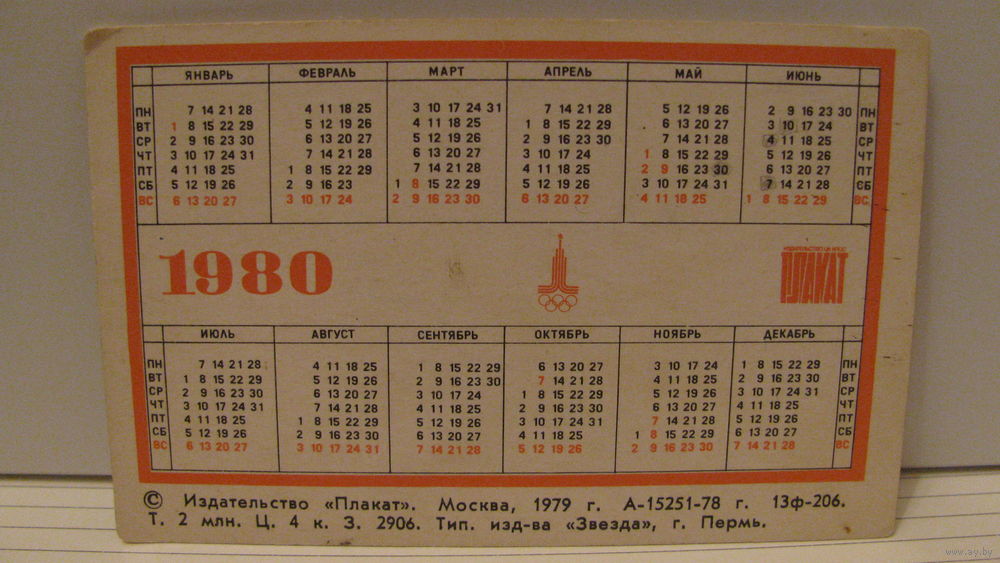 ЯНВАРЬ ФЕВРАЛЬ МАРТ АПРЕЛЬ МАЙ ИЮНЬ
ПН 7 14 21 28 4 11 18 25 3 10 17 24 31 7 14 21 28 5 12 19 26 2 9 16 23 30 ПН
ВТ 1 8 15 22 29 5 12 19 26 4 11 18 25 1 8 15 22 29 6 13 20 27 3 10 17 24 ВТ
СР 2 9 16 23 30 6 13 20 27 5 12 19 26 2 9 16 23 30 7 14 21 28 4 11 18 25 СР
ЧТ 3 10 17 24 31 7 14 21 28 6 13 20 27 3 10 17 24 1 8 15 22 29 5 12 19 26 ЧТ
ПТ 4 11 18 25 1 8 15 22 29 7 14 21 28 4 11 18 25 2 9 16 23 30 6 13 20 27 ПТ
СБ 5 12 19 26 2 9 16 23 1 8 15 22 29 5 12 19 26 3 10 17 24 31 7 14 21 28 СБ
ВС 6 13 20 27 3 10 17 24 2 9 16 23 30 6 13 20 27 4 11 18 25 1 8 15 22 29 ВС
1980
ИЗДАТЕЛЬСТВО ЦК КПСС
ПЛАКАТ
ИЮЛЬ АВГУСТ СЕНТЯБРЬ ОКТЯБРЬ НОЯБРЬ ДЕКАБРЬ
ПН 7 14 21 28 4 11 18 25 1 8 15 22 29 6 13 20 27 3 10 17 24 1 8 15 22 29 ПН
ВТ 1 8 15 22 29 5 12 19 26 2 9 16 23 30 7 14 21 28 4 11 18 25 2 9 16 23 30 ВТ
СР 2 9 16 23 30 6 13 20 27 3 10 17 24 1 8 15 22 29 5 12 19 26 3 10 17 24 31 СР
ЧТ 3 10 17 24 31 7 14 21 28 4 11 18 25 2 9 16 23 30 6 13 20 27 4 11 18 25 ЧТ
ПТ 4 11 18 25 1 8 15 22 29 5 12 19 26 3 10 17 24 31 7 14 21 28 5 12 19 26 ПТ
СБ 5 12 19 26 2 9 16 23 30 6 13 20 27 4 11 18 25 1 8 15 22 29 6 13 20 27 СБ
ВС 6 13 20 27 3 10 17 24 31 7 14 21 28 5 12 19 26 2 9 16 23 30 7 14 21 28 ВС
© Издательство «Плакат». Москва, 1979 г. А-15251-78 г. 13ф-206.
Т. 2 млн. Ц. 4 к. З. 2906. Тип. изд-ва «Звезда», г. Пермь.
www.ay.by